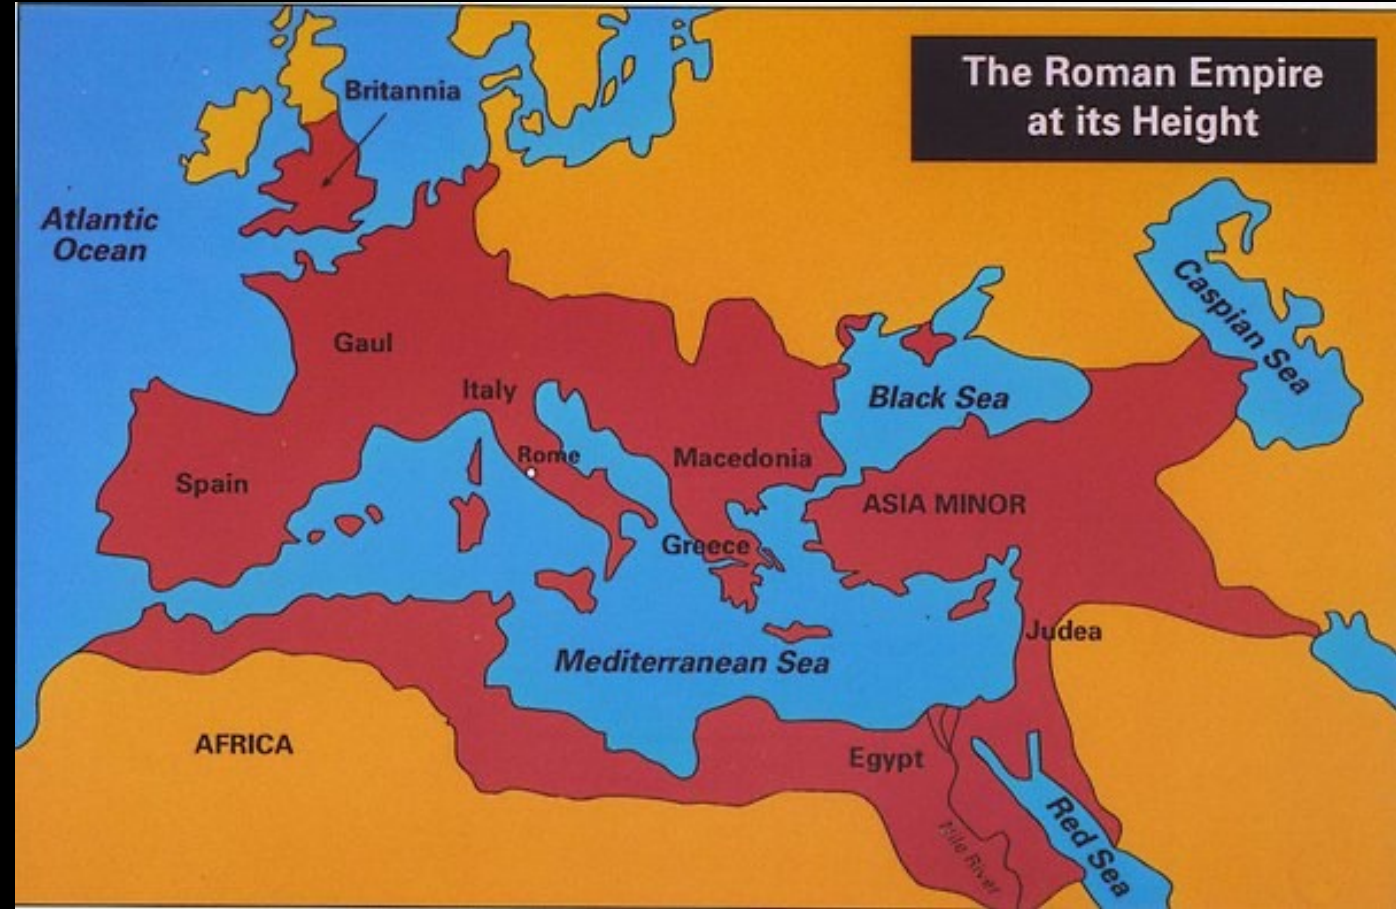 The Roman Empire
at its Height
Britannia
Atlantic
Ocean
Caspian Sea
Gaul
Italy
Black Sea
Rome
Macedonia
Spain
ASIA MINOR
Greece
Judea
Mediterranean Sea
AFRICA
Egypt
Red Sea
Nile River